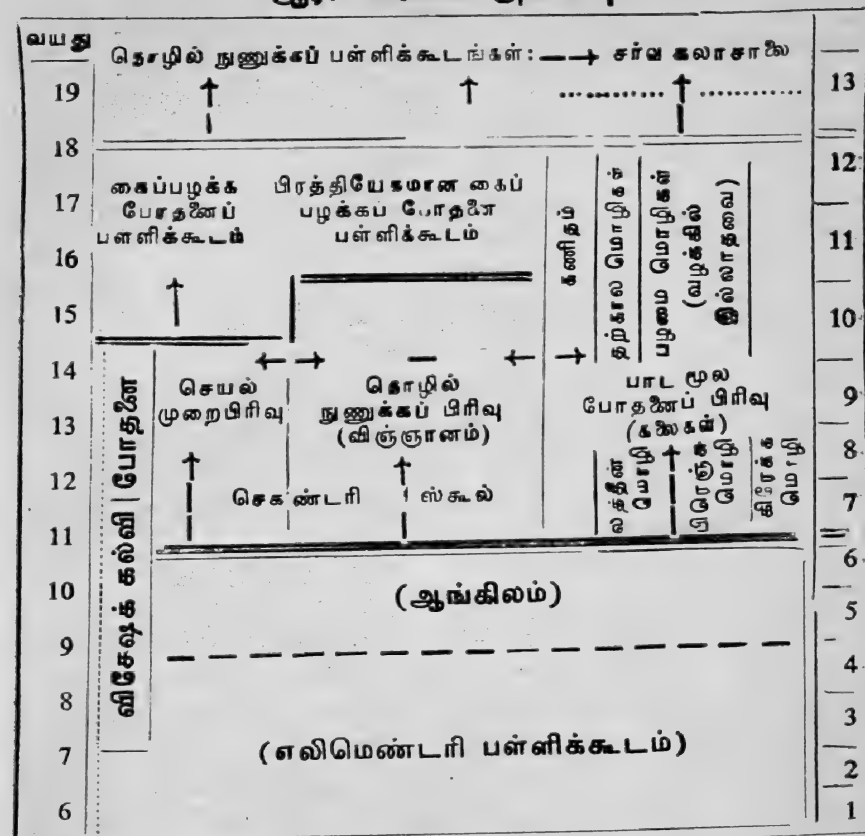 வயது
தொழில் நுணுக்கப் பள்ளிக்கூடங்கள்: சர்வ கலாசாலை
19 13
18
12
கைப்பழக்க
போதனைப்
பள்ளிக்கூடம்
பிரத்தியேகமான கைப்
பழக்கப் போதனை
பள்ளிக்கூடம்
கணிதம்
தற்கால மொழிகள்
பழமை மொழிகள்
(வழக்கில்
இல்லாதவை)
17
11
16
15 10
14
செயல்
முறைபிரிவு
தொழில்
நுணுக்கப் பிரிவு
(விஞ்ஞானம்)
பாட மூல
போதனைப் பிரிவு
(கலைகள்)
9
13
8
12
செகண்டரி ஸ்கூல்
லத்தீன்
மொழி
பிரெஞ்சு
மொழி
கிரேக்க
மொழி
7
11
விசேஷக் கல்வி போதனை
6
10 (ஆங்கிலம்) 5
9
4
8
3
7 (எலிமெண்டரி பள்ளிக்கூடம்)
2
6 1